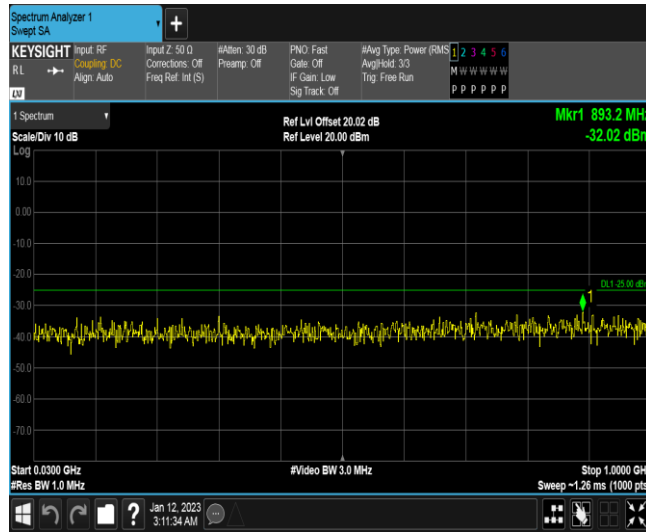 Spectrum Analyzer 1
Swept SA
+
KEYSIGHT
RL
LXI
Input: RF
Coupling: DC
Align: Auto
Input Z: 50 Ω
Corrections: Off
Freq Ref: Int (S)
#Atten: 30 dB
Preamp: Off
PNO: Fast
Gate: Off
IF Gain: Low
Sig Track: Off
#Avg Type: Power (RMS
Avg|Hold: 3/3
Trig: Free Run
1 2 3 4 5 6
M W W W W W
P P P P P P
1 Spectrum
Scale/Div 10 dB
Ref Lvl Offset 20.02 dB
Ref Level 20.00 dBm
Mkr1 893.2 MHz
-32.02 dBm
Log
10.0
0.00
-10.0
-20.0
DL1 -25.00 dBm
1
-30.0
-40.0
-50.0
-60.0
-70.0
Start 0.0300 GHz
#Video BW 3.0 MHz
Stop 1.0000 GHz
#Res BW 1.0 MHz
Sweep ~1.26 ms (1000 pts)
?
Jan 12, 2023
3:11:34 AM